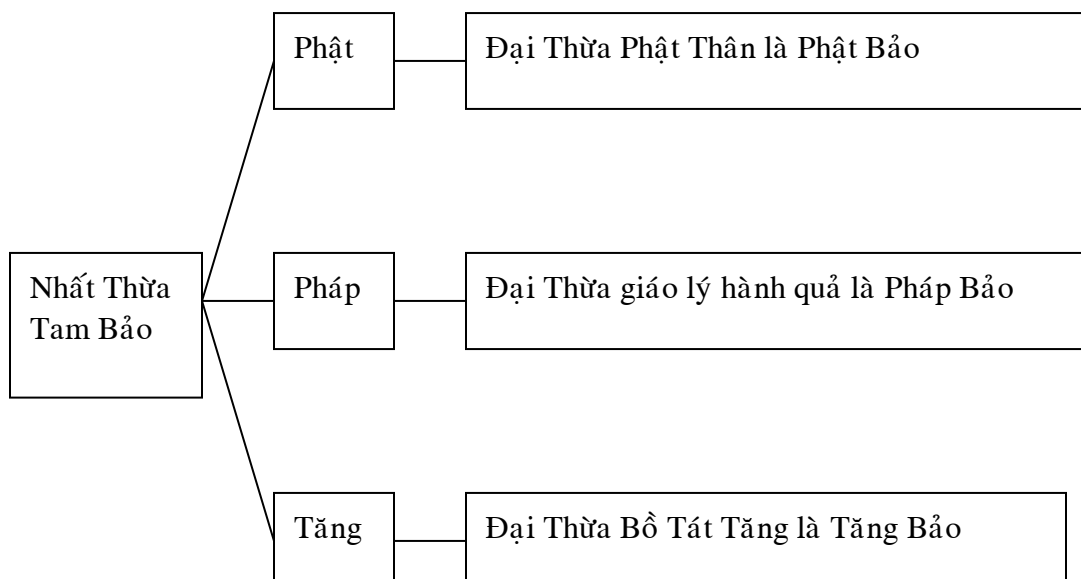 Phật
Đại Thừa Phật Thân là Phật Bảo
Nhất Thừa
Tam Bảo
Pháp
Đại Thừa giáo lý hành quả là Pháp Bảo
Tăng
Đại Thừa Bồ Tát Tăng là Tăng Bảo